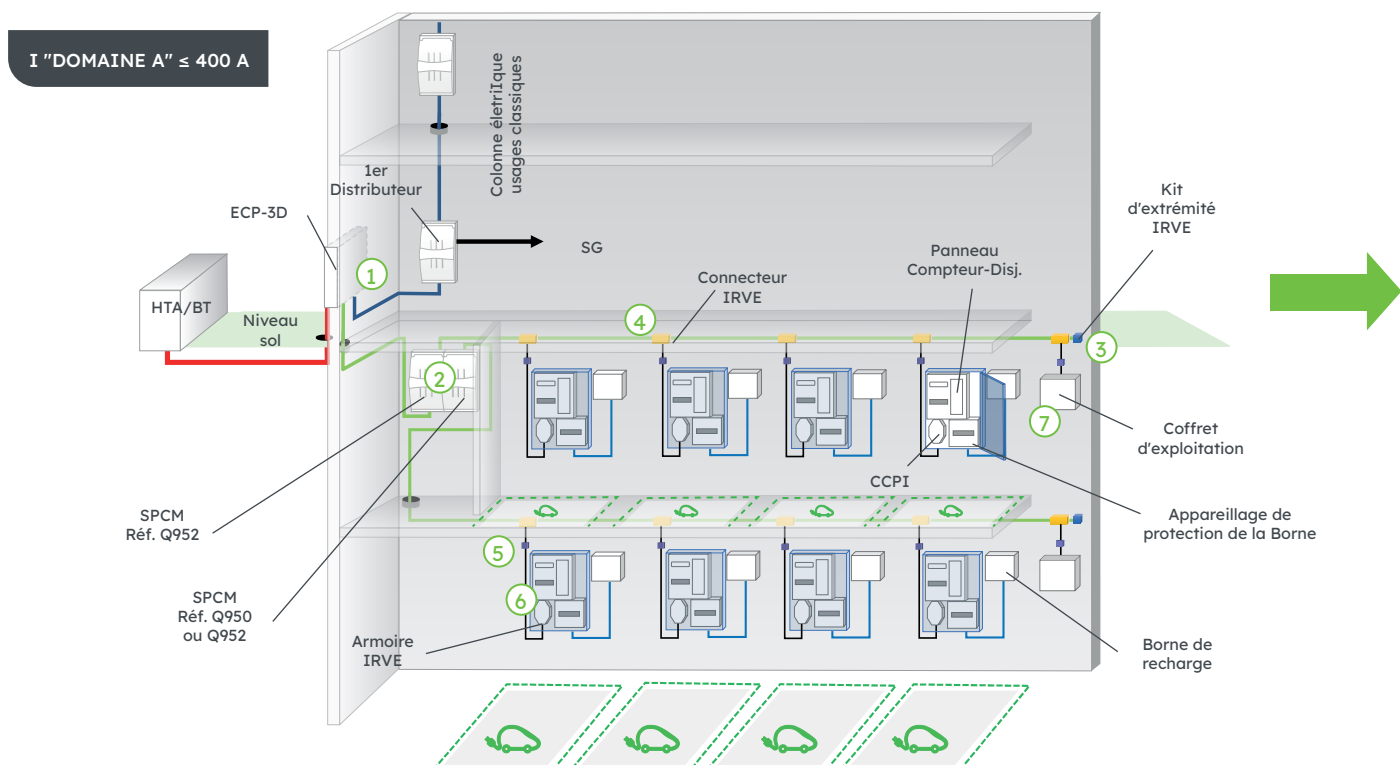 I "DOMAINE A" ≤ 400 A
Colonne életriIque
usages classiques
1er
Distributeur
ECP-3D
1
SG
HTA/BT
Niveau
sol
Connecteur
IRVE
4
Panneau
Compteur-Disj.
Kit
d'extrémité
IRVE
3
2
7
Coffret
d'exploitation
CCPI
SPCM
Réf. Q952
Appareillage de
protection de la Borne
5
6
SPCM
Réf. Q950
ou Q952
Armoire
IRVE
Borne de
recharge